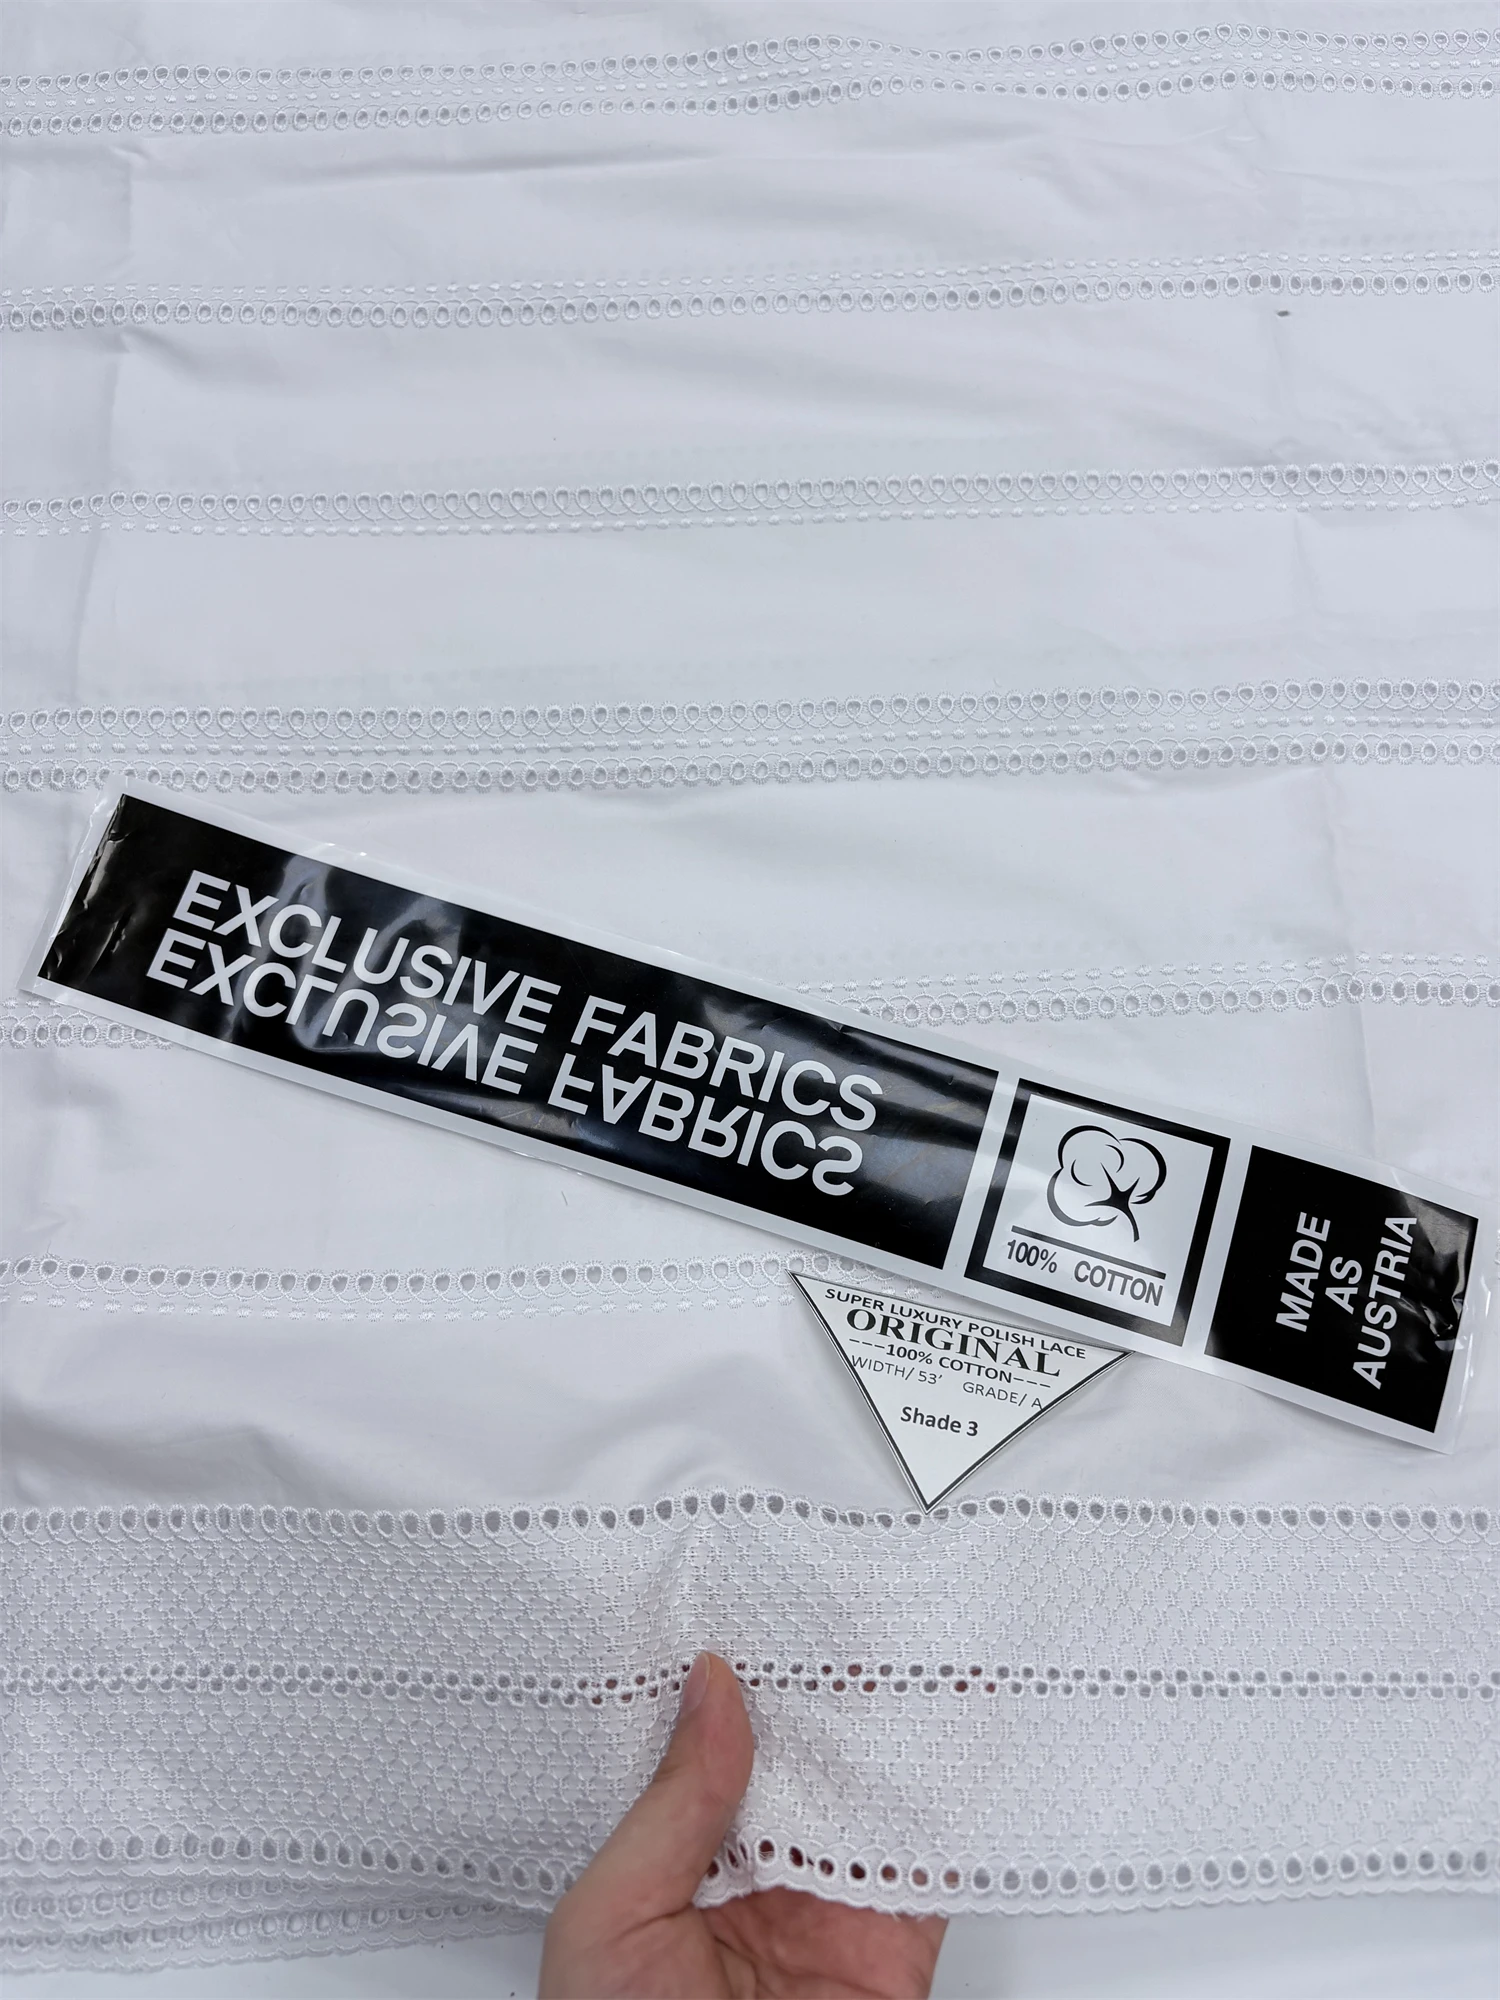 EXCLUSIVE FABRICS
EXCLUSIVE FABRICS
100% COTTON
MADE
AS
AUSTRIA
SUPER LUXURY POLISH LACE
ORIGINAL
---100% COTTON---
WIDTH/ 53' GRADE/ A
Shade 3